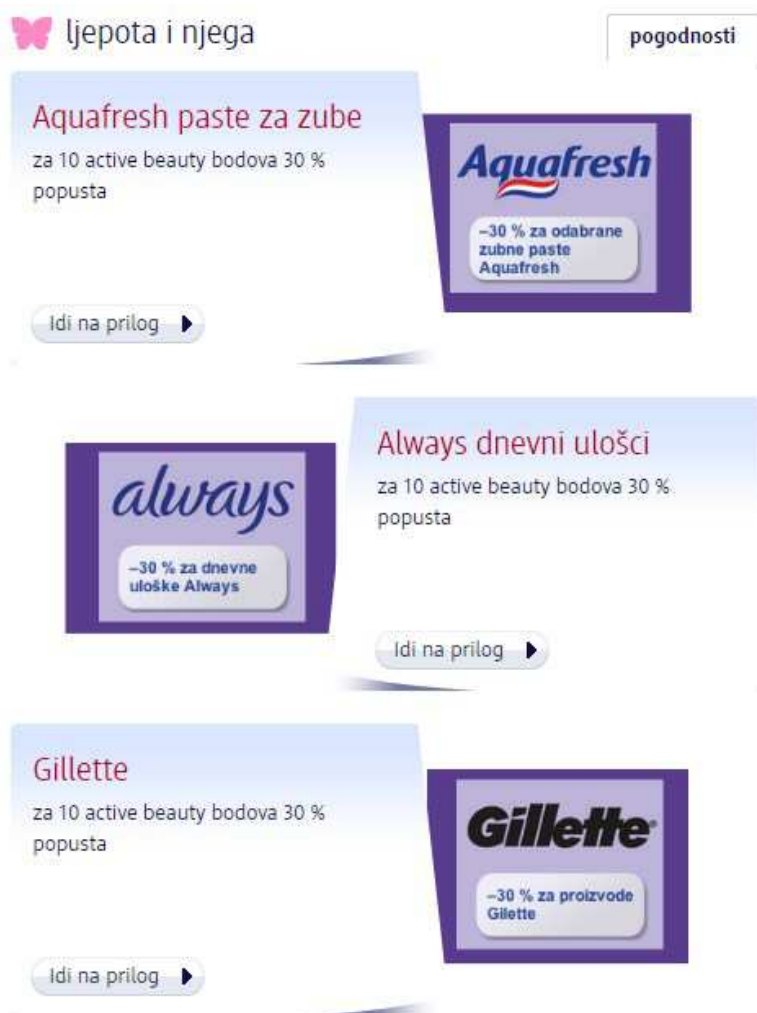 ljepota i njega
pogodnosti
Aquafresh paste za zube
za 10 active beauty bodova 30 %
popusta
Idi na prilog
Aquafresh
–30 % za odabrane
zubne paste
Aquafresh
always
–30 % za dnevne
uloške Always
Always dnevni ulošci
za 10 active beauty bodova 30 %
popusta
Idi na prilog
Gillette
za 10 active beauty bodova 30 %
popusta
Idi na prilog
Gillette®
–30 % za proizvode
Gilette